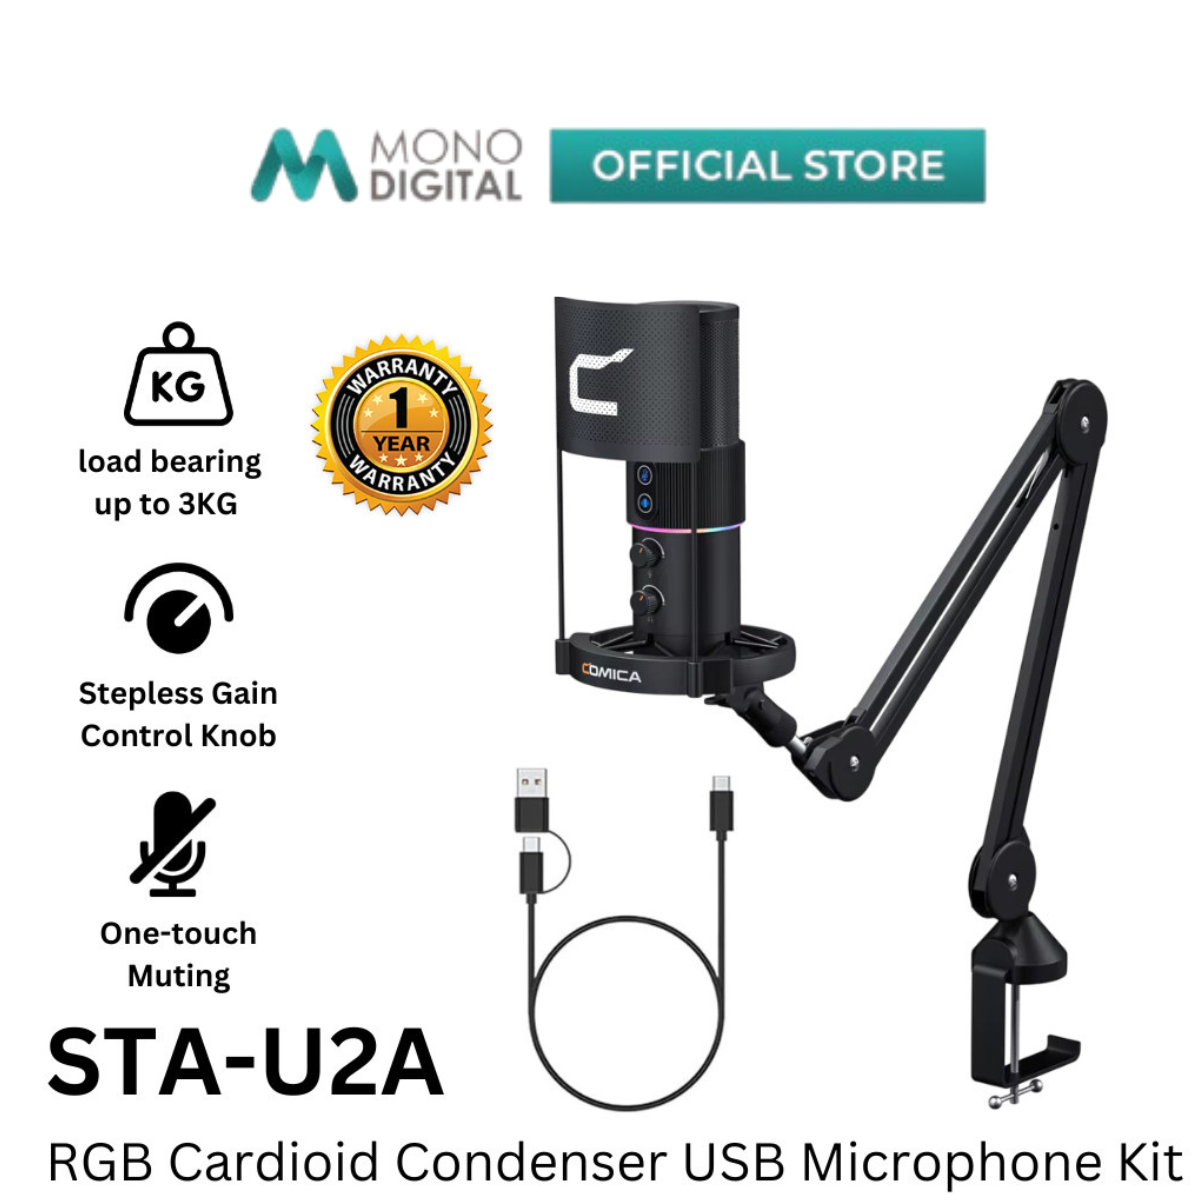 MONO
DIGITAL
OFFICIAL STORE
KG
load bearing
up to 3KG
WARRANTY
1
YEAR
WARRANTY
Stepless Gain
Control Knob
COMICA
One-touch
Muting
STA-U2A
RGB Cardioid Condenser USB Microphone Kit